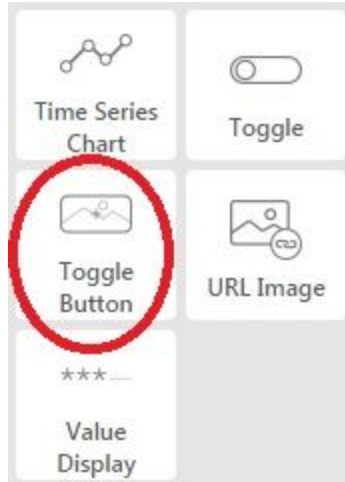 Time Series
Chart
Toggle
Toggle
Button
URL Image
***
Value
Display